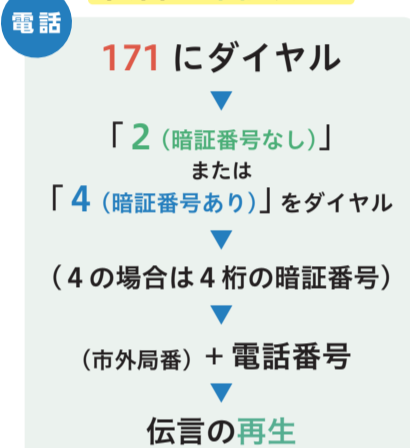 電話
171 にダイヤル
「2(暗証番号なし)」
または
「4(暗証番号あり)」をダイヤル
(4の場合は4桁の暗証番号)
(市外局番)+電話番号
伝言の再生